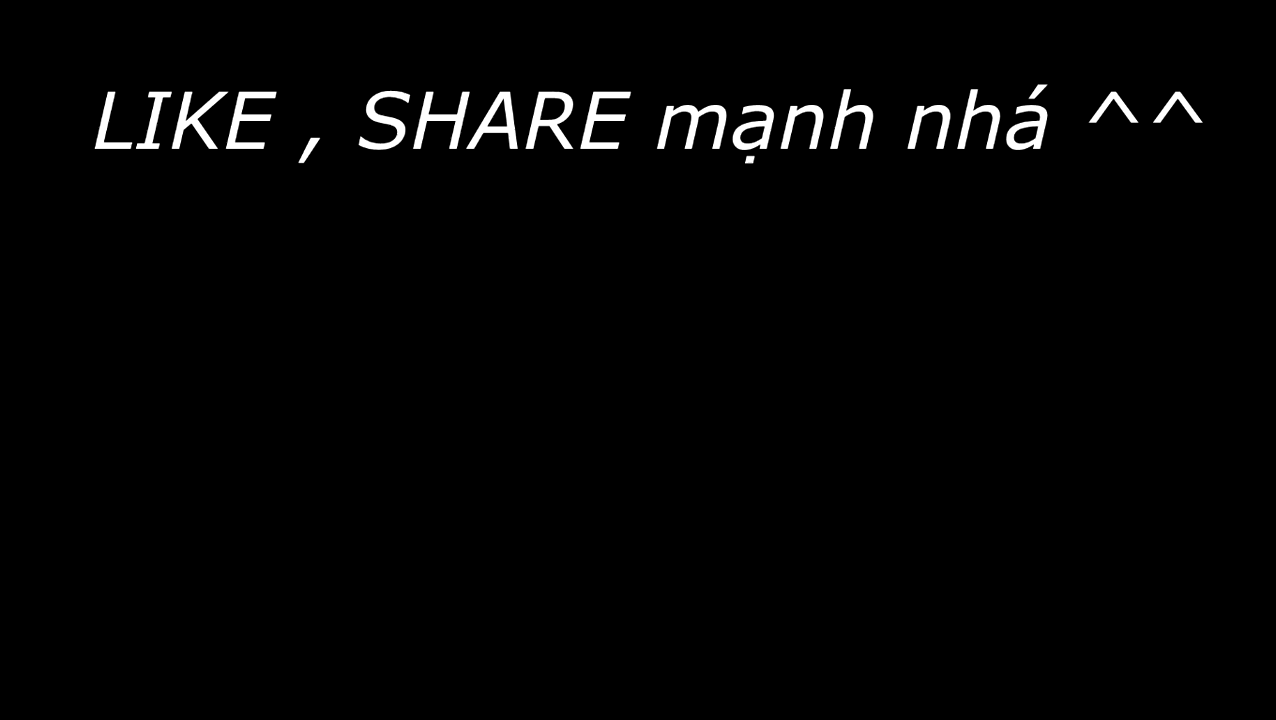 LIKE , SHARE mạnh nhá ^^